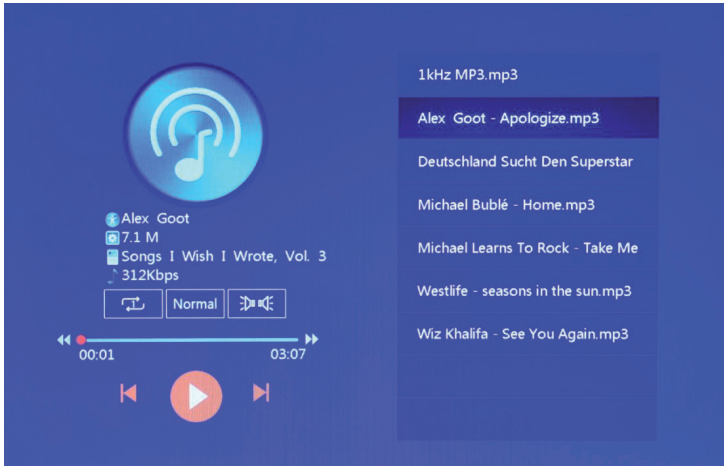 Alex Goot
7.1 M
Songs I Wish I Wrote, Vol. 3
312Kbps
1
Normal
00:01
03:07
1kHz MP3.mp3
Alex Goot - Apologize.mp3
Deutschland Sucht Den Superstar
Michael Bublé - Home.mp3
Michael Learns To Rock - Take Me
Westlife - seasons in the sun.mp3
Wiz Khalifa - See You Again.mp3